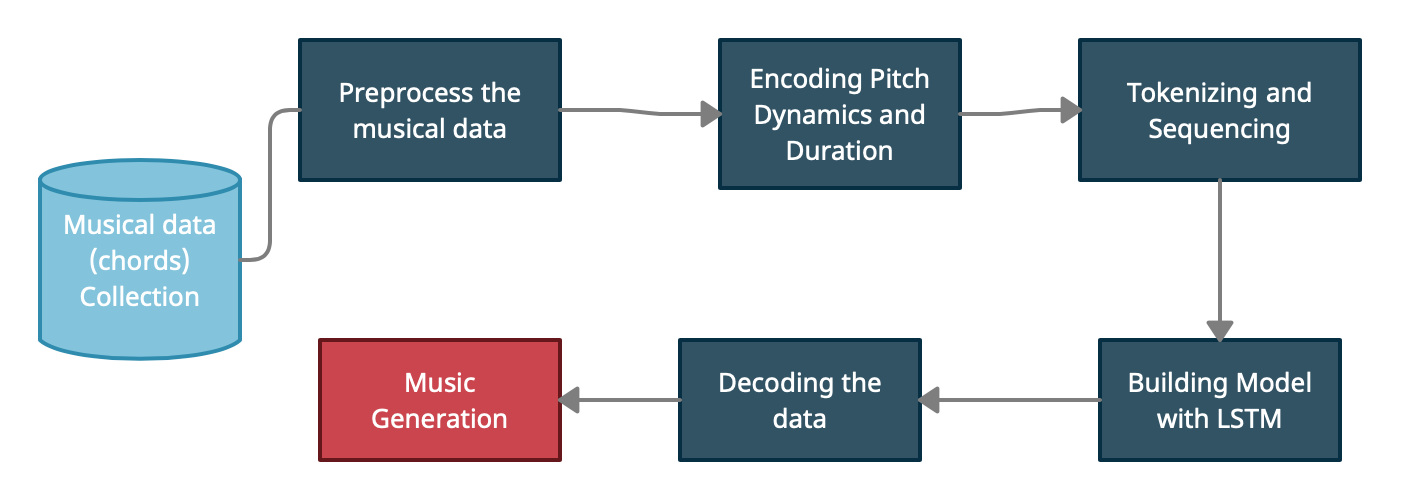 Musical data
(chords)
Collection
Preprocess the
musical data
Encoding Pitch
Dynamics and
Duration
Tokenizing and
Sequencing
Building Model
with LSTM
Decoding the
data
Music
Generation